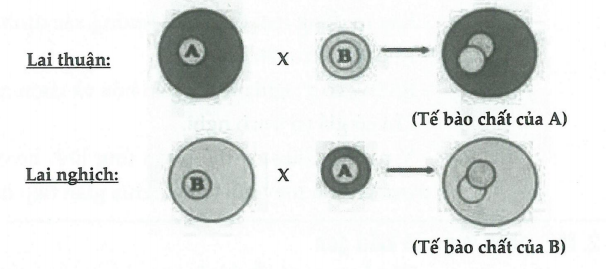 Lai thuận: A X B
(Tế bào chất của A)
Lai nghịch: B X A
(Tế bào chất của B)